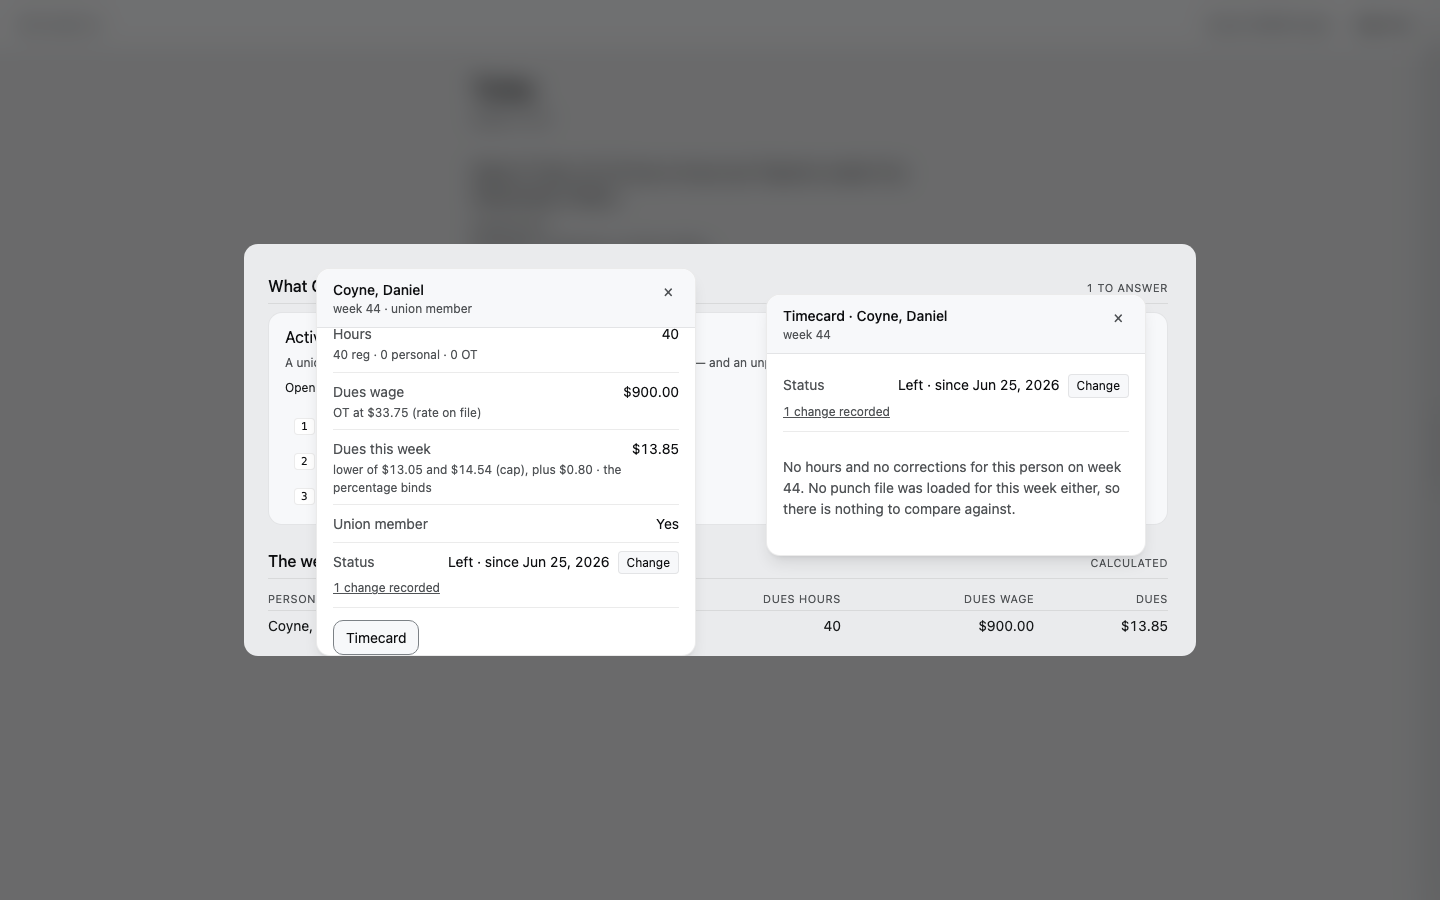 What
1 TO ANSWER
A
— and an
Open
1
2
3
The
CALCULATED
PERSON
DUES HOURS
DUES WAGE
DUES
Coyne,
40
$900.00
$13.85
Coyne, Daniel
×
week 44 · union member
Hours
40
40 reg · 0 personal · 0 OT
Dues wage
$900.00
OT at $33.75 (rate on file)
Dues this week
$13.85
lower of $13.05 and $14.54 (cap), plus $0.80 · the
percentage binds
Union member
Yes
Status
Left · since Jun 25, 2026
Change
1 change recorded
Timecard
Timecard · Coyne, Daniel
×
week 44
Status
Left · since Jun 25, 2026
Change
1 change recorded
No hours and no corrections for this person on week
44. No punch file was loaded for this week either, so
there is nothing to compare against.